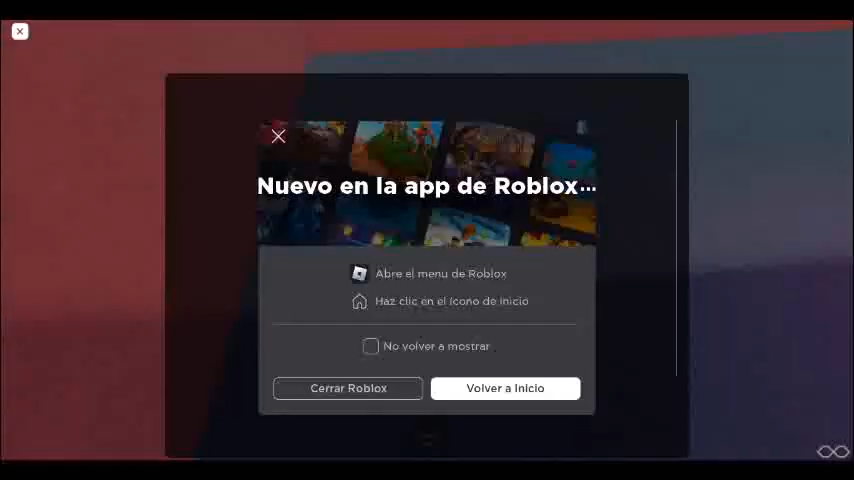 Nuevo en la app de Roblox...
Abre el menu de Roblox
Haz clic en el ícono de inicio
No volver a mostrar
Cerrar Roblox
Volver a Inicio